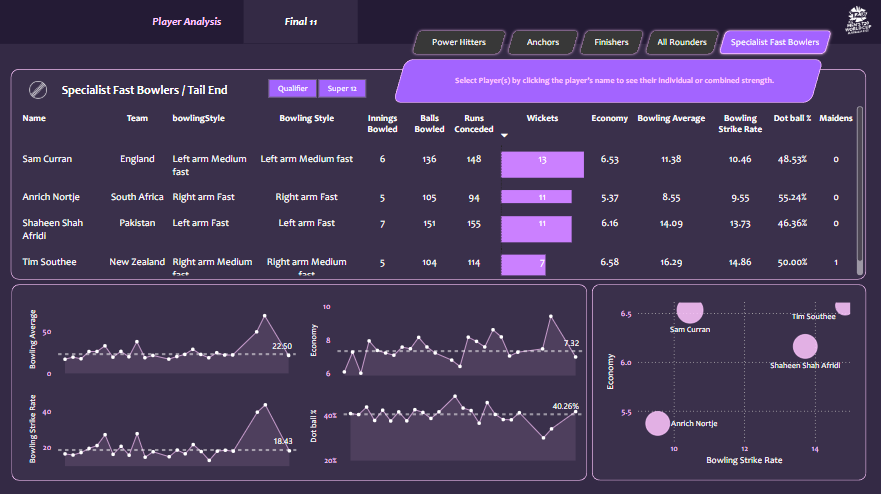 Player Analysis
Final 11
MEN'S T20
WORLD CUP
Power Hitters
Anchors
Finishers
All Rounders
Specialist Fast Bowlers
Specialist Fast Bowlers / Tail End
Qualifier
Super 12
Select Player(s) by clicking the player's name to see their individual or combined strength.
Name Team bowlingStyle Bowling Style Innings Bowled Balls Bowled Runs Conceded Wickets Economy Bowling Average Bowling Strike Rate Dot ball % Maidens
Sam Curran England Left arm Medium fast Left arm Medium fast 6 136 148 13 6.53 11.38 10.46 48.53% 0
Anrich Nortje South Africa Right arm Fast Right arm Fast 5 105 94 11 5.37 8.55 9.55 55.24% 0
Shaheen Shah Afridi Pakistan Left arm Fast Left arm Fast 7 151 155 11 6.16 14.09 13.73 46.36% 0
Tim Southee New Zealand Right arm Medium fast Right arm Medium fast 5 104 114 7 6.58 16.29 14.86 50.00% 1
Bowling Average
50
0
22.50
Economy
10
8
6
7.32
Bowling Strike Rate
40
20
18.43
Dot ball %
40%
20%
40.26%
Economy
6.5
6.0
5.5
Sam Curran
Tim Southee
Shaheen Shah Afridi
Anrich Nortje
10
12
14
Bowling Strike Rate